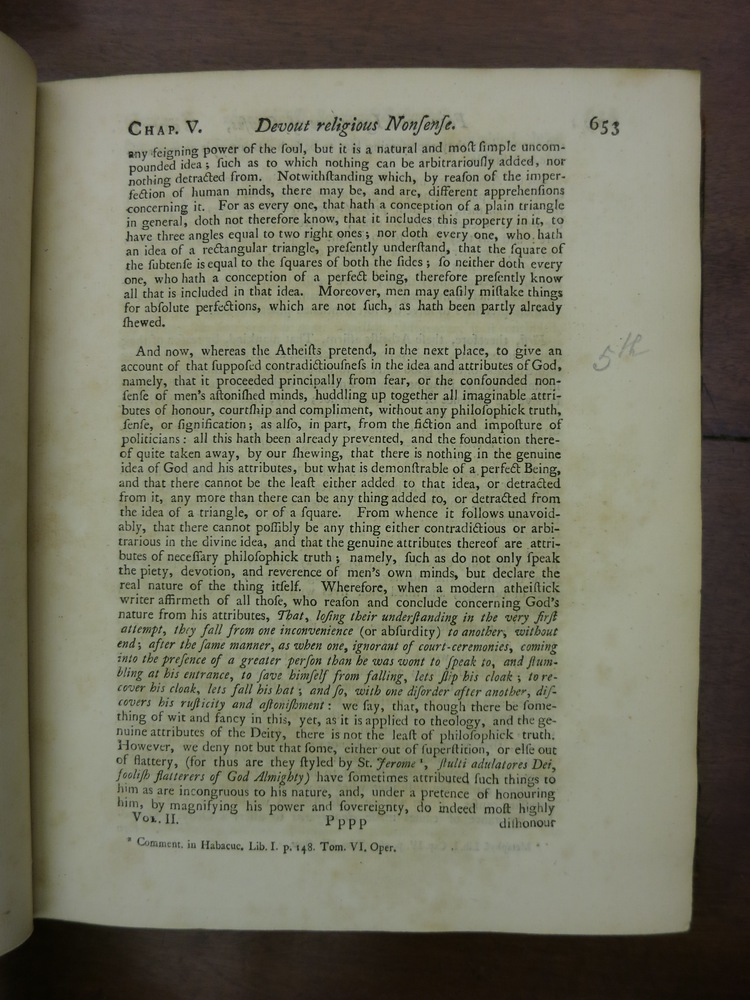 CHAP. V. Devout religious Nonſenſe. 653
any feigning power of the ſoul, but it is a natural and moſt ſimple uncom-
pounded idea; ſuch as to which nothing can be arbitrariouſly added, nor
nothing detracted from. Notwithſtanding which, by reaſon of the imper-
fection of human minds, there may be, and are, different apprehenſions
concerning it. For as every one, that hath a conception of a plain triangle
in general, doth not therefore know, that it includes this property in it, to
have three angles equal to two right ones; nor doth every one, who hath
an idea of a rectangular triangle, preſently underſtand, that the ſquare of
the ſubtenſe is equal to the ſquares of both the ſides; ſo neither doth every
one, who hath a conception of a perfect being, therefore preſently know
all that is included in that idea. Moreover, men may eaſily miſtake things
for abſolute perfections, which are not ſuch, as hath been partly already
ſhewed.
And now, whereas the Atheiſts pretend, in the next place, to give an
account of that ſuppoſed contradictiouſneſs in the idea and attributes of God,
5th
namely, that it proceeded principally from fear, or the confounded non-
ſenſe of men's aſtoniſhed minds, huddling up together all imaginable attri-
butes of honour, courtſhip and compliment, without any philoſophick truth,
ſenſe, or ſignification; as alſo, in part, from the fiction and impoſture of
politicians: all this hath been already prevented, and the foundation there-
of quite taken away, by our ſhewing, that there is nothing in the genuine
idea of God and his attributes, but what is demonſtrable of a perfect Being,
and that there cannot be the leaſt either added to that idea, or detracted
from it, any more than there can be any thing added to, or detracted from
the idea of a triangle, or of a ſquare. From whence it follows unavoid-
ably, that there cannot poſſibly be any thing either contradictious or arbi-
trarious in the divine idea, and that the genuine attributes thereof are attri-
butes of neceſſary philoſophick truth; namely, ſuch as do not only ſpeak
the piety, devotion, and reverence of men's own minds, but declare the
real nature of the thing itſelf. Wherefore, when a modern atheiſtick
writer affirmeth of all thoſe, who reaſon and conclude concerning God's
nature from his attributes, That, loſing their underſtanding in the very firſt
attempt, they fall from one inconvenience (or abſurdity) to another, without
end; after the ſame manner, as when one, ignorant of court-ceremonies, coming
into the preſence of a greater perſon than he was wont to ſpeak to, and ſtum-
bling at his entrance, to ſave himſelf from falling, lets ſlip his cloak; to re-
cover his cloak, lets fall his hat; and ſo, with one diſorder after another, diſ-
covers his ruſticity and aſtoniſhment: we ſay, that, though there be ſome-
thing of wit and fancy in this, yet, as it is applied to theology, and the ge-
nuine attributes of the Deity, there is not the leaſt of philoſophick truth.
However, we deny not but that ſome, either out of ſuperſtition, or elſe out
of flattery, (for thus are they ſtyled by St. Jerome *, ſtulti adulatores Dei,
fooliſh flatterers of God Almighty) have ſometimes attributed ſuch things to
him as are incongruous to his nature, and, under a pretence of honouring
him, by magnifying his power and ſovereignty, do indeed moſt highly
VOL. II. Pppp diſhonour
* Comment. in Habacuc. Lib. I. p. 148. Tom. VI. Oper.